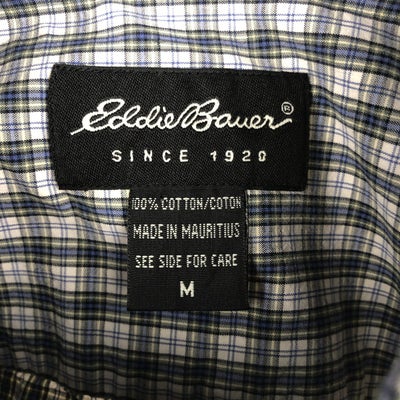 Eddie Bauer®
SINCE 1920
100% COTTON/COTON
MADE IN MAURITIUS
SEE SIDE FOR CARE
M